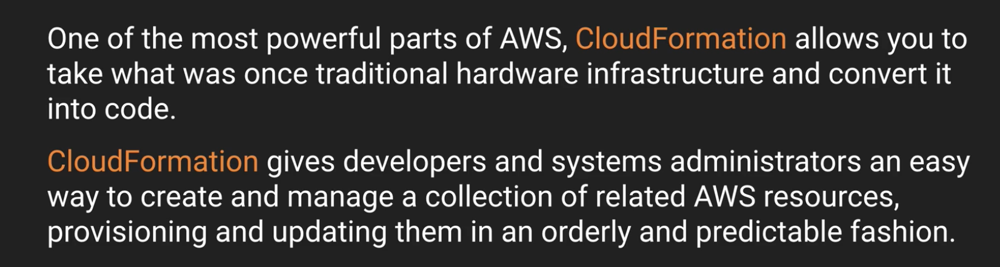 One of the most powerful parts of AWS, CloudFormation allows you to
take what was once traditional hardware infrastructure and convert it
into code.
CloudFormation gives developers and systems administrators an easy
way to create and manage a collection of related AWS resources,
provisioning and updating them in an orderly and predictable fashion.